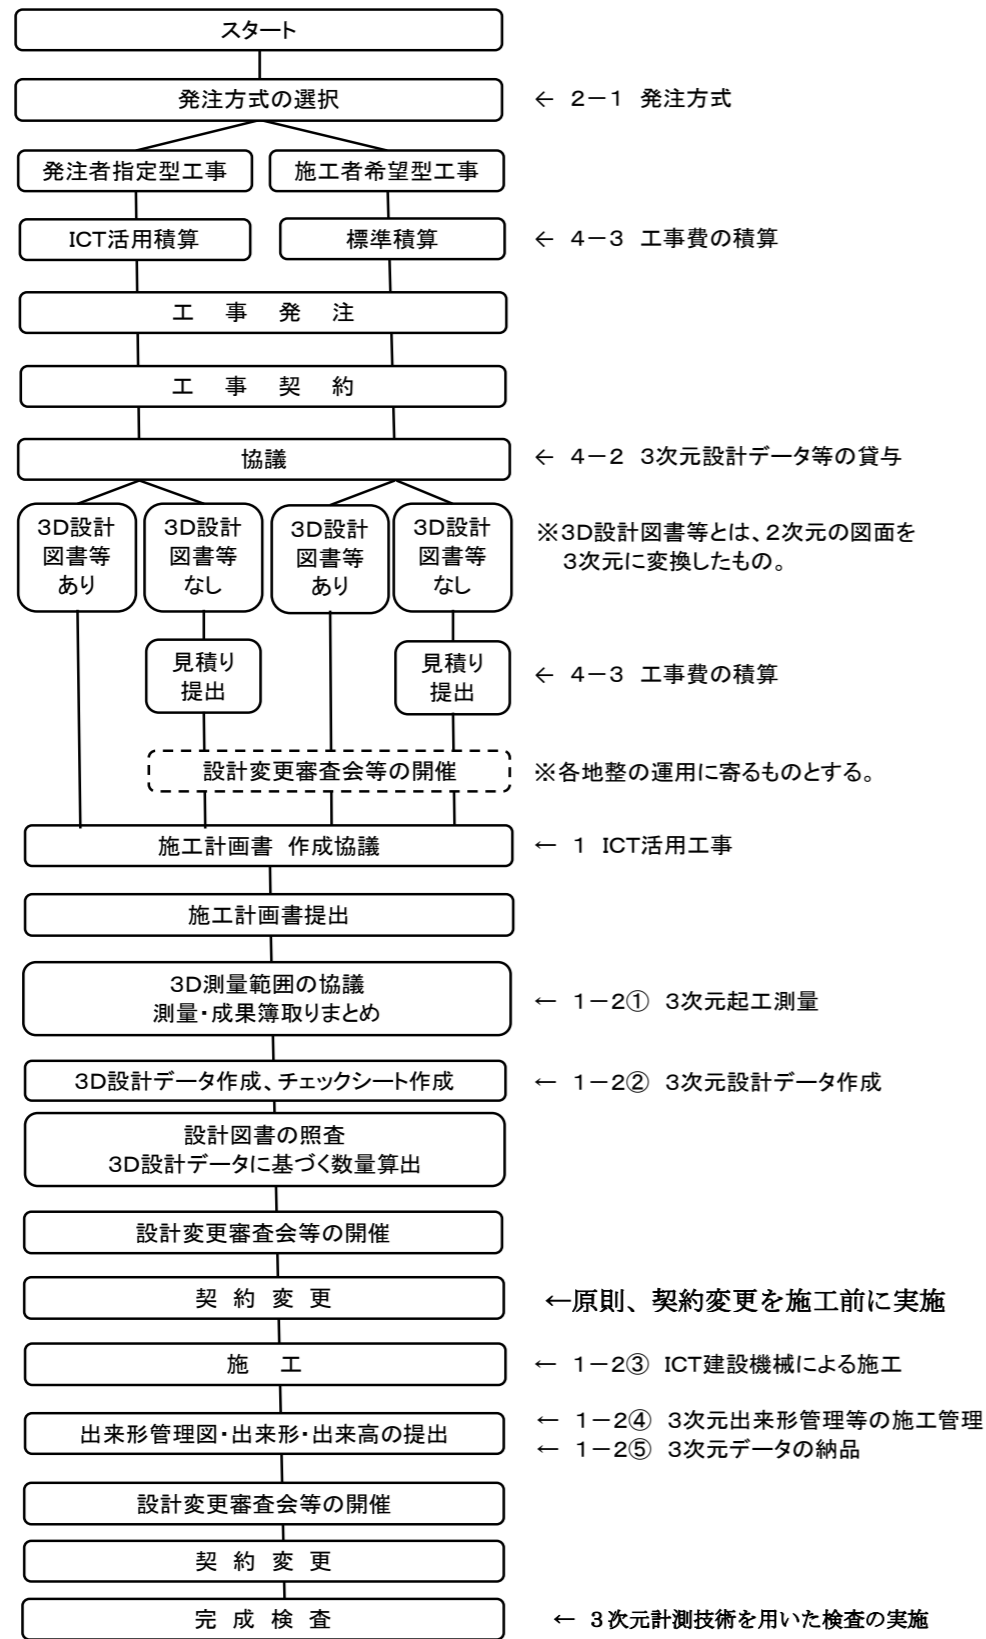 スタート
発注方式の選択
← 2-1 発注方式
発注者指定型工事
施工者希望型工事
ICT活用積算
標準積算
← 4-3 工事費の積算
工 事 発 注
工 事 契 約
協議
← 4-2 3次元設計データ等の貸与
3D設計
図書等
あり
3D設計
図書等
なし
3D設計
図書等
あり
3D設計
図書等
なし
※3D設計図書等とは、2次元の図面を
3次元に変換したもの。
見積り
提出
見積り
提出
← 4-3 工事費の積算
設計変更審査会等の開催
※各地整の運用に寄るものとする。
施工計画書 作成協議
← 1 ICT活用工事
施工計画書提出
3D測量範囲の協議
測量・成果簿取りまとめ
← 1-2① 3次元起工測量
3D設計データ作成、チェックシート作成
← 1-2② 3次元設計データ作成
設計図書の照査
3D設計データに基づく数量算出
設計変更審査会等の開催
契 約 変 更
←原則、契約変更を施工前に実施
施 工
← 1-2③ ICT建設機械による施工
出来形管理図・出来形・出来高の提出
← 1-2④ 3次元出来形管理等の施工管理
← 1-2⑤ 3次元データの納品
設計変更審査会等の開催
契 約 変 更
完 成 検 査
← 3次元計測技術を用いた検査の実施